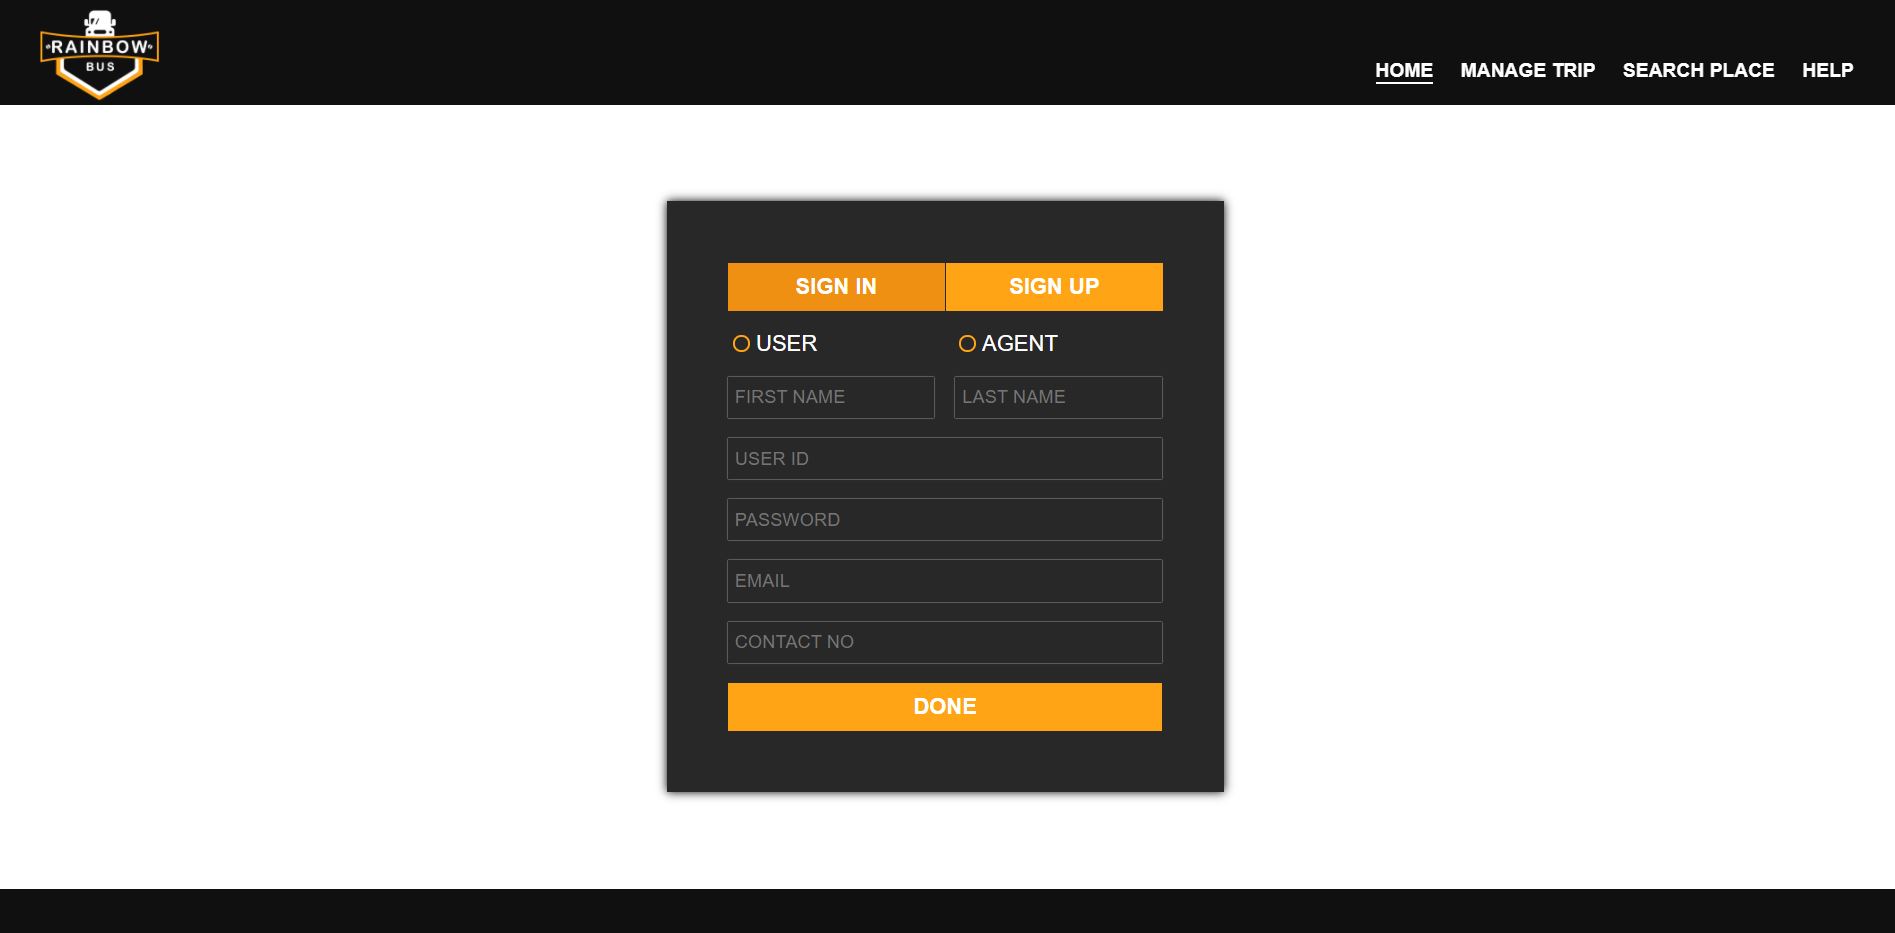 RAINBOW
BUS
HOME MANAGE TRIP SEARCH PLACE HELP
SIGN IN SIGN UP
USER AGENT
FIRST NAME LAST NAME
USER ID
PASSWORD
EMAIL
CONTACT NO
DONE